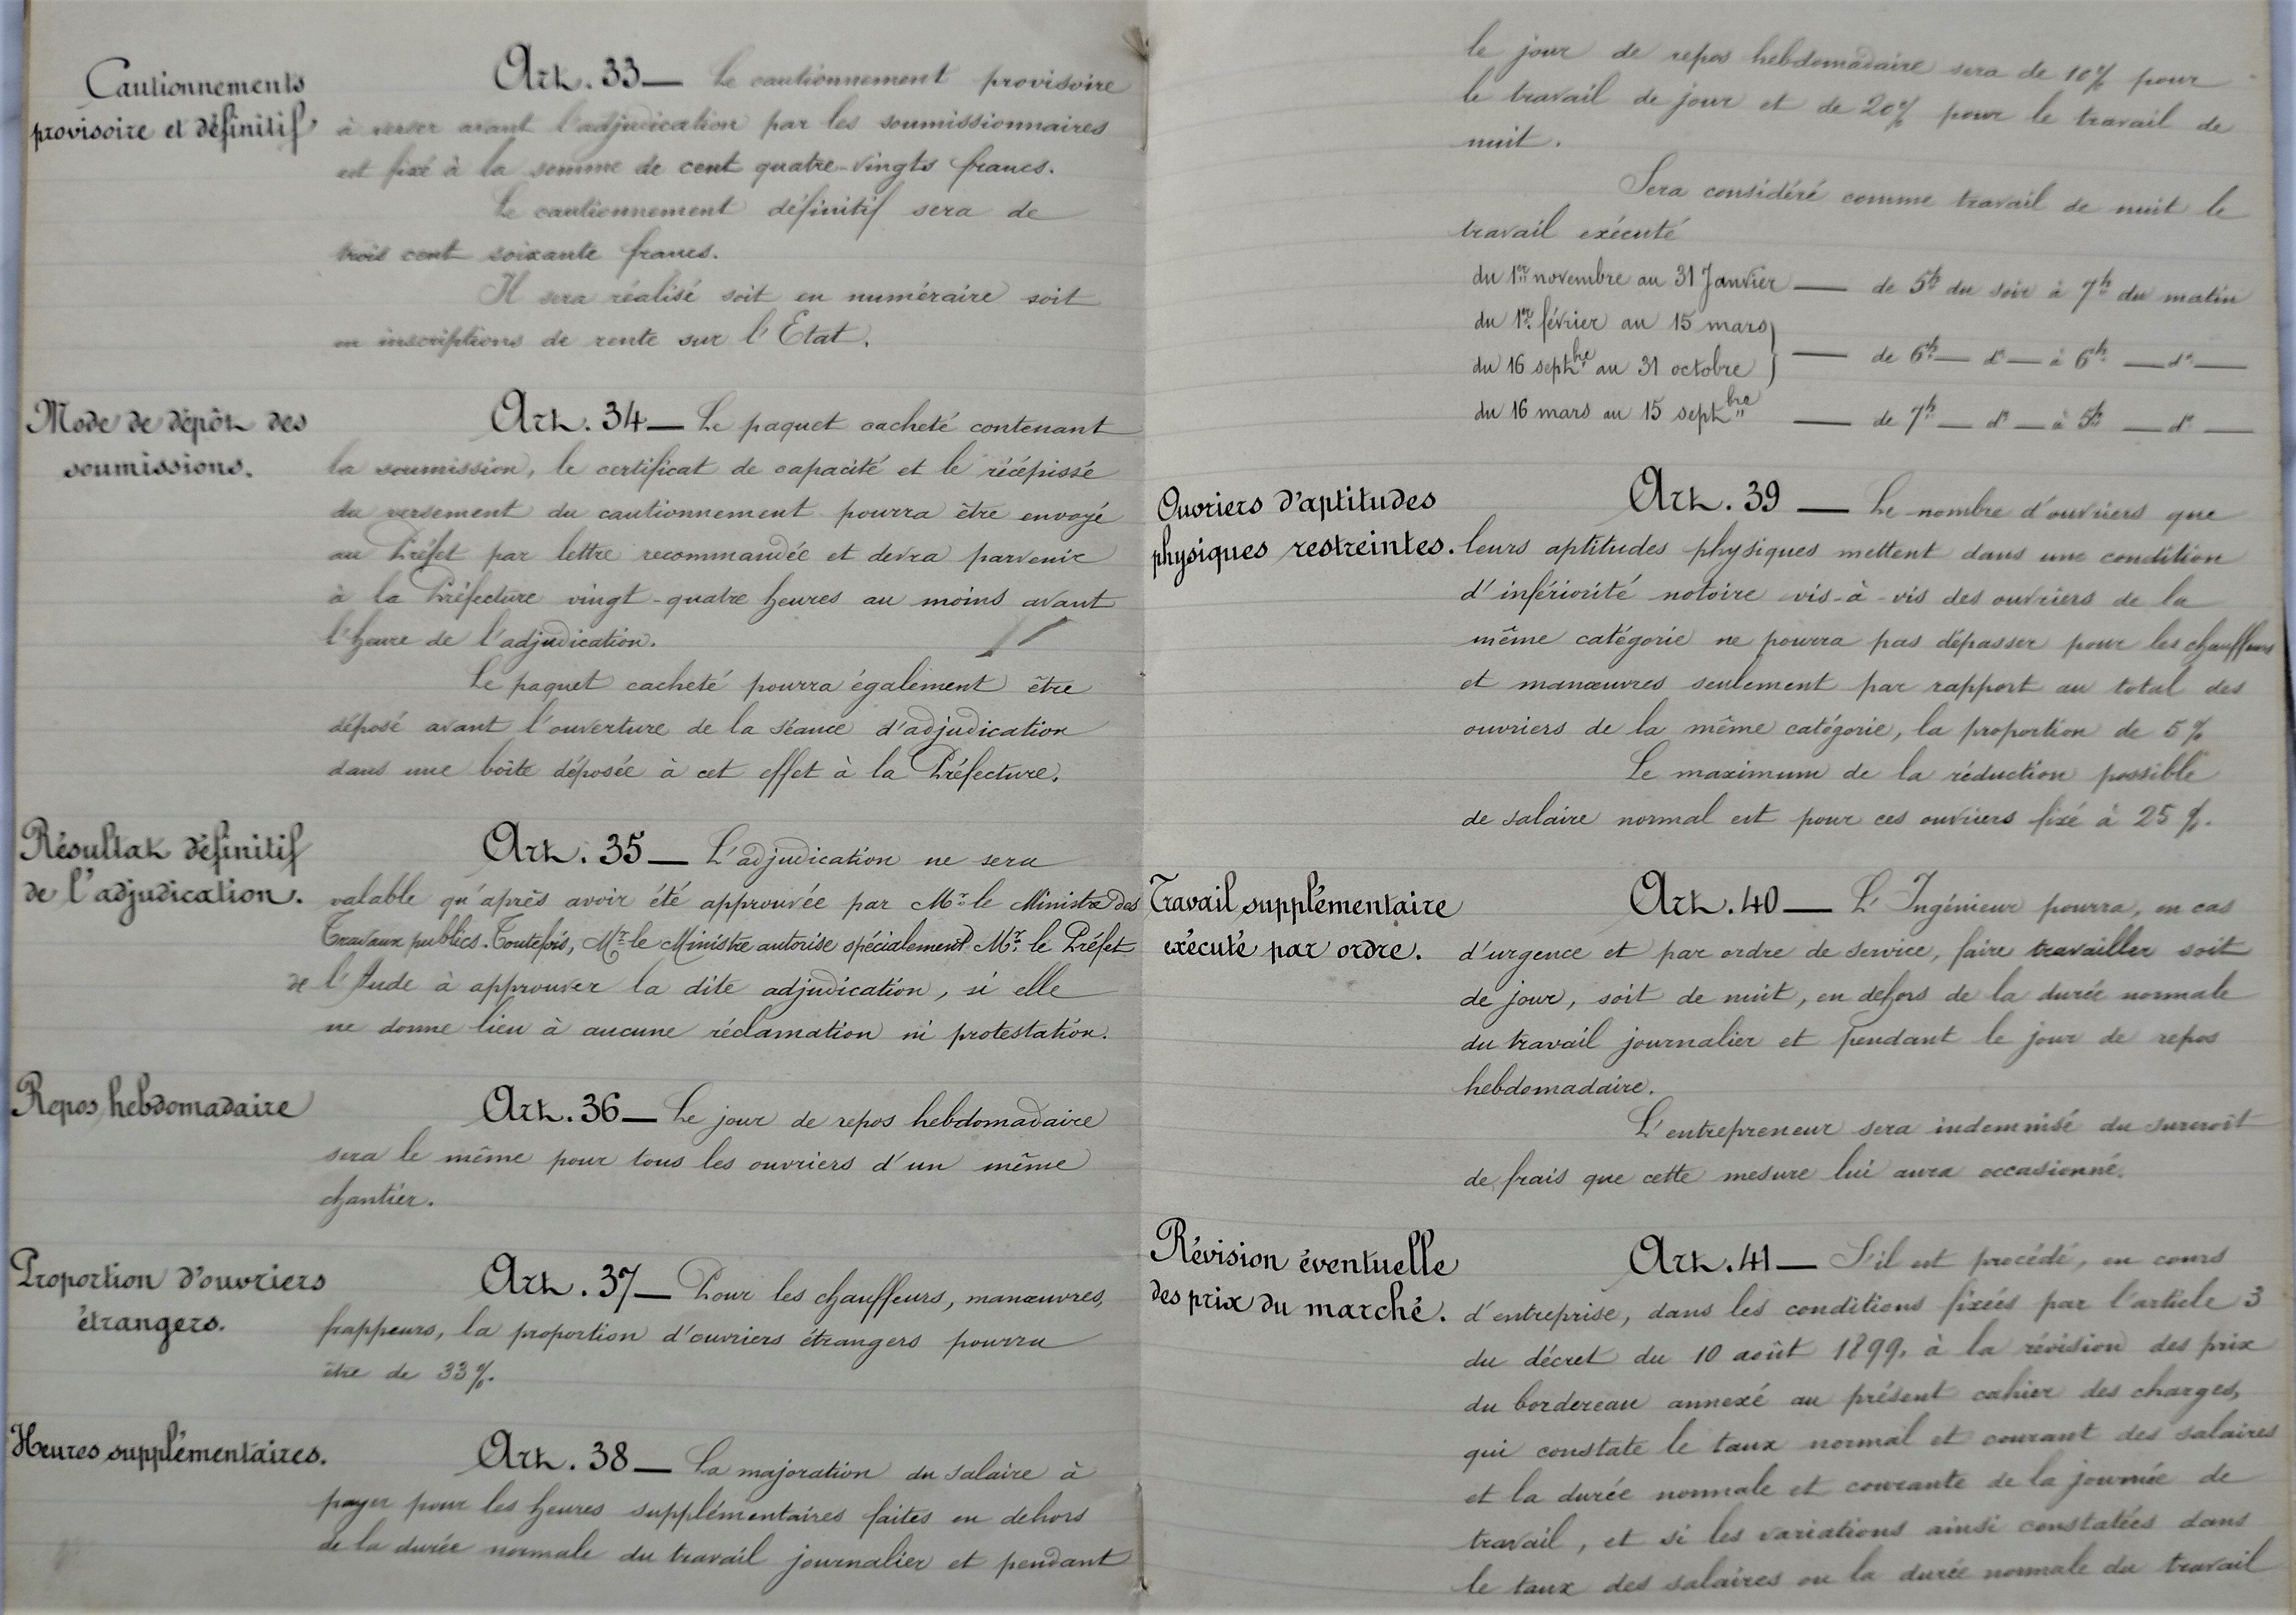 Cautionnements
provisoire et définitif
Art. 33 — Le cautionnement provisoire
à verser avant l'adjudication par les soumissionnaires
est fixé à la somme de cent quatre-vingts francs.
Le cautionnement définitif sera de
trois cent soixante francs.
Il sera réalisé soit en numéraire soit
en inscriptions de rente sur l'Etat.
Mode de dépôt des
soumissions.
Art. 34 — Le paquet cacheté contenant
la soumission, le certificat de capacité et le récépissé
du versement du cautionnement pourra être envoyé
au Préfet par lettre recommandée et devra parvenir
à la Préfecture vingt-quatre heures au moins avant
l'heure de l'adjudication.
Le paquet cacheté pourra également être
déposé avant l'ouverture de la séance d'adjudication
dans une boîte déposée à cet effet à la Préfecture.
Résultat définitif
de l'adjudication.
Art. 35 — L'adjudication ne sera
valable qu'après avoir été approuvée par Mr. le Ministre des
Travaux publics. Toutefois, Mr. le Ministre autorise spécialement Mr. le Préfet
de l'Aude à approuver la dite adjudication, si elle
ne donne lieu à aucune réclamation ni protestation.
Repos hebdomadaire
Art. 36 — Le jour de repos hebdomadaire
sera le même pour tous les ouvriers d'un même
chantier.
Proportion d'ouvriers
étrangers.
Art. 37 — Pour les chauffeurs, manœuvres,
frappeurs, la proportion d'ouvriers étrangers pourra
être de 33%.
Heures supplémentaires.
Art. 38 — La majoration du salaire à
payer pour les heures supplémentaires faites en dehors
de la durée normale du travail journalier et pendant
le jour de repos hebdomadaire sera de 10% pour
le travail de jour et de 20% pour le travail de
nuit.
Sera considéré comme travail de nuit le
travail exécuté
du 1er novembre au 31 Janvier — de 5h du soir à 7h du matin
du 1er février au 15 mars
du 16 septbre au 31 octobre } — de 6h — do — à 6h — do —
du 16 mars au 15 septbre — de 7h — do — à 5h — do —
Ouvriers d'aptitudes
physiques restreintes.
Art. 39 — Le nombre d'ouvriers que
leurs aptitudes physiques mettent dans une condition
d'infériorité notoire vis-à-vis des ouvriers de la
même catégorie ne pourra pas dépasser pour les chauffeurs
et manœuvres seulement par rapport au total des
ouvriers de la même catégorie, la proportion de 5%
Le maximum de la réduction possible
de salaire normal est pour ces ouvriers fixé à 25%.
Travail supplémentaire
exécuté par ordre.
Art. 40 — L'Ingénieur pourra, en cas
d'urgence et par ordre de service, faire travailler soit
de jour, soit de nuit, en dehors de la durée normale
du travail journalier et pendant le jour de repos
hebdomadaire.
L'entrepreneur sera indemnisé du surcroît
de frais que cette mesure lui aura occasionné.
Révision éventuelle
des prix du marché.
Art. 41 — S'il est procédé, en cours
d'entreprise, dans les conditions fixées par l'article 3
du décret du 10 août 1899, à la révision des prix
du bordereau annexé au présent cahier des charges,
qui constate le taux normal et courant des salaires
et la durée normale et courante de la journée de
travail, et si les variations ainsi constatées dans
le taux des salaires ou la durée normale du travail